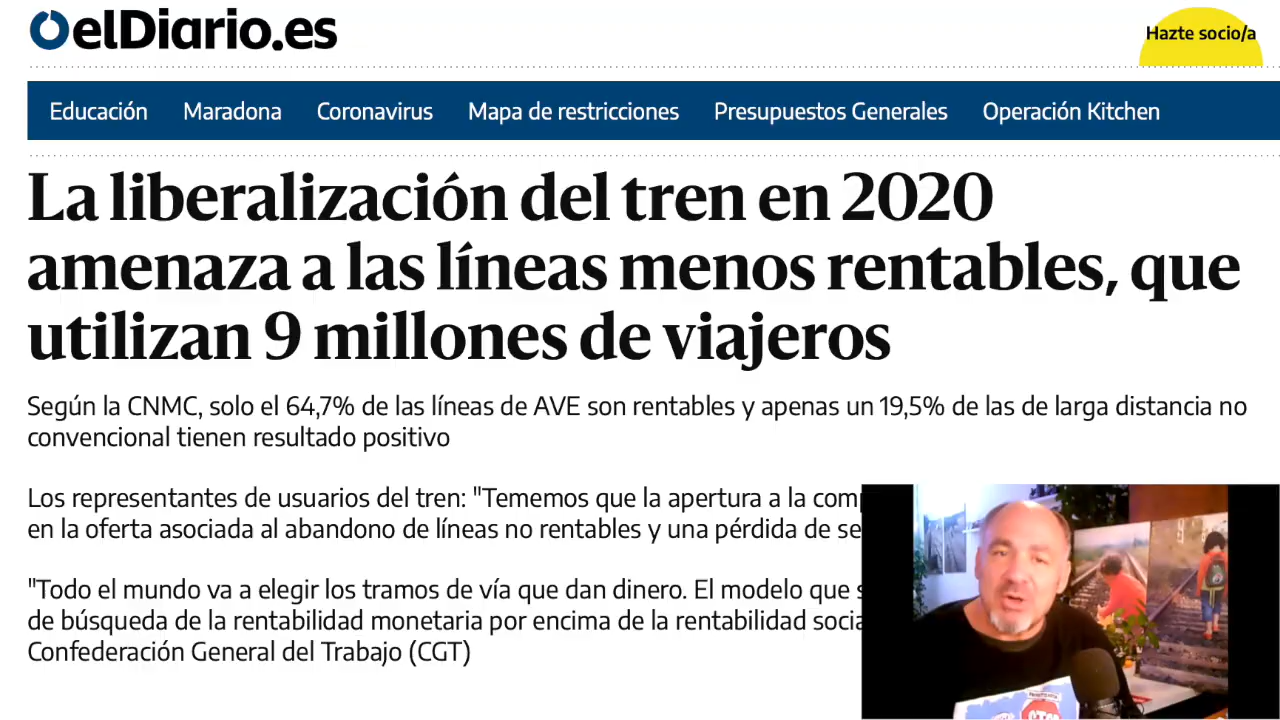 elDiario.es
Hazte socio/a
Educación Maradona Coronavirus Mapa de restricciones Presupuestos Generales Operación Kitchen
La liberalización del tren en 2020
amenaza a las líneas menos rentables, que
utilizan 9 millones de viajeros
Según la CNMC, solo el 64,7% de las líneas de AVE son rentables y apenas un 19,5% de las de larga distancia no
convencional tienen resultado positivo
Los representantes de usuarios del tren: "Tememos que la apertura a la
en la oferta asociada al abandono de líneas no rentables y una pérdida de
"Todo el mundo va a elegir los tramos de vía que dan dinero. El modelo que
de búsqueda de la rentabilidad monetaria por encima de la rentabilidad
Confederación General del Trabajo (CGT)